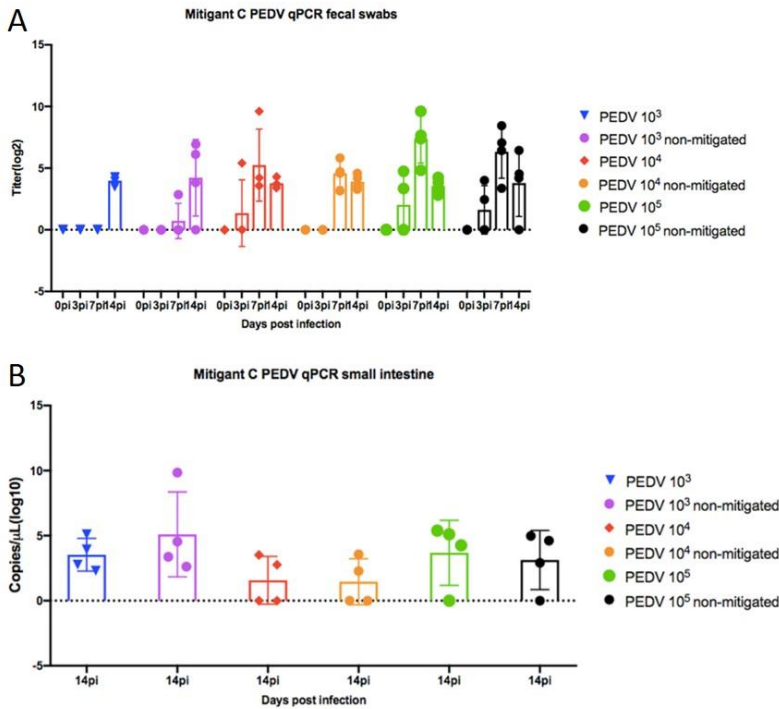 A
Mitigant C PEDV qPCR fecal swabs
15
10
5
0
-5
Titer(log2)
0pi 3pi 7pi 14pi 0pi 3pi 7pi 14pi 0pi 3pi 7pi 14pi 0pi 3pi 7pi 14pi 0pi 3pi 7pi 14pi 0pi 3pi 7pi 14pi
Days post infection
PEDV 10³
PEDV 10³ non-mitigated
PEDV 10⁴
PEDV 10⁴ non-mitigated
PEDV 10⁵
PEDV 10⁵ non-mitigated
B
Mitigant C PEDV qPCR small intestine
15
10
5
0
-5
Copies/μL(log10)
14pi 14pi 14pi 14pi 14pi 14pi
Days post infection
PEDV 10³
PEDV 10³ non-mitigated
PEDV 10⁴
PEDV 10⁴ non-mitigated
PEDV 10⁵
PEDV 10⁵ non-mitigated